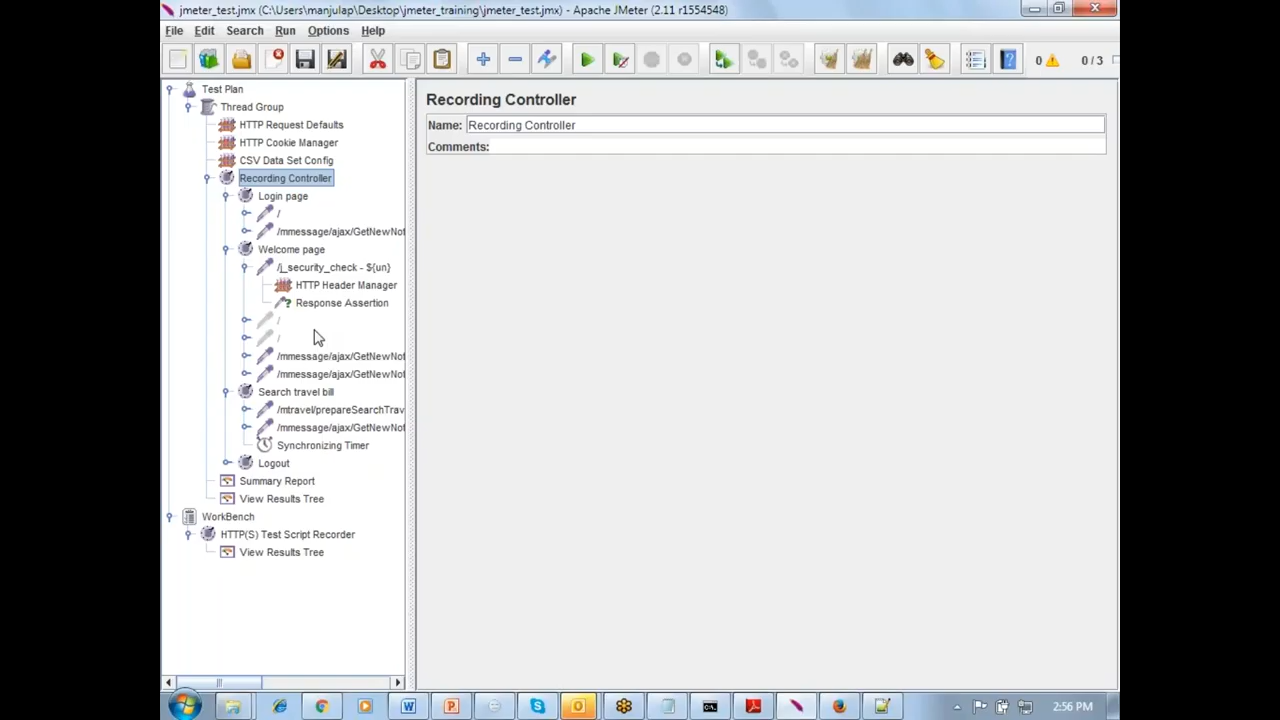 jmeter_test.jmx (C:\Users\manjulap\Desktop\jmeter_training\jmeter_test.jmx) - Apache JMeter (2.11 r1554548)
File Edit Search Run Options Help
0 0 / 3
Test Plan
Thread Group
HTTP Request Defaults
HTTP Cookie Manager
CSV Data Set Config
Recording Controller
Login page
/
/mmessage/ajax/GetNewNot
Welcome page
/j_security_check - ${un}
HTTP Header Manager
Response Assertion
/
/
/mmessage/ajax/GetNewNot
/mmessage/ajax/GetNewNot
Search travel bill
/mtravel/prepareSearchTrav
/mmessage/ajax/GetNewNot
Synchronizing Timer
Logout
Summary Report
View Results Tree
WorkBench
HTTP(S) Test Script Recorder
View Results Tree
Recording Controller
Name: Recording Controller
Comments:
2:56 PM